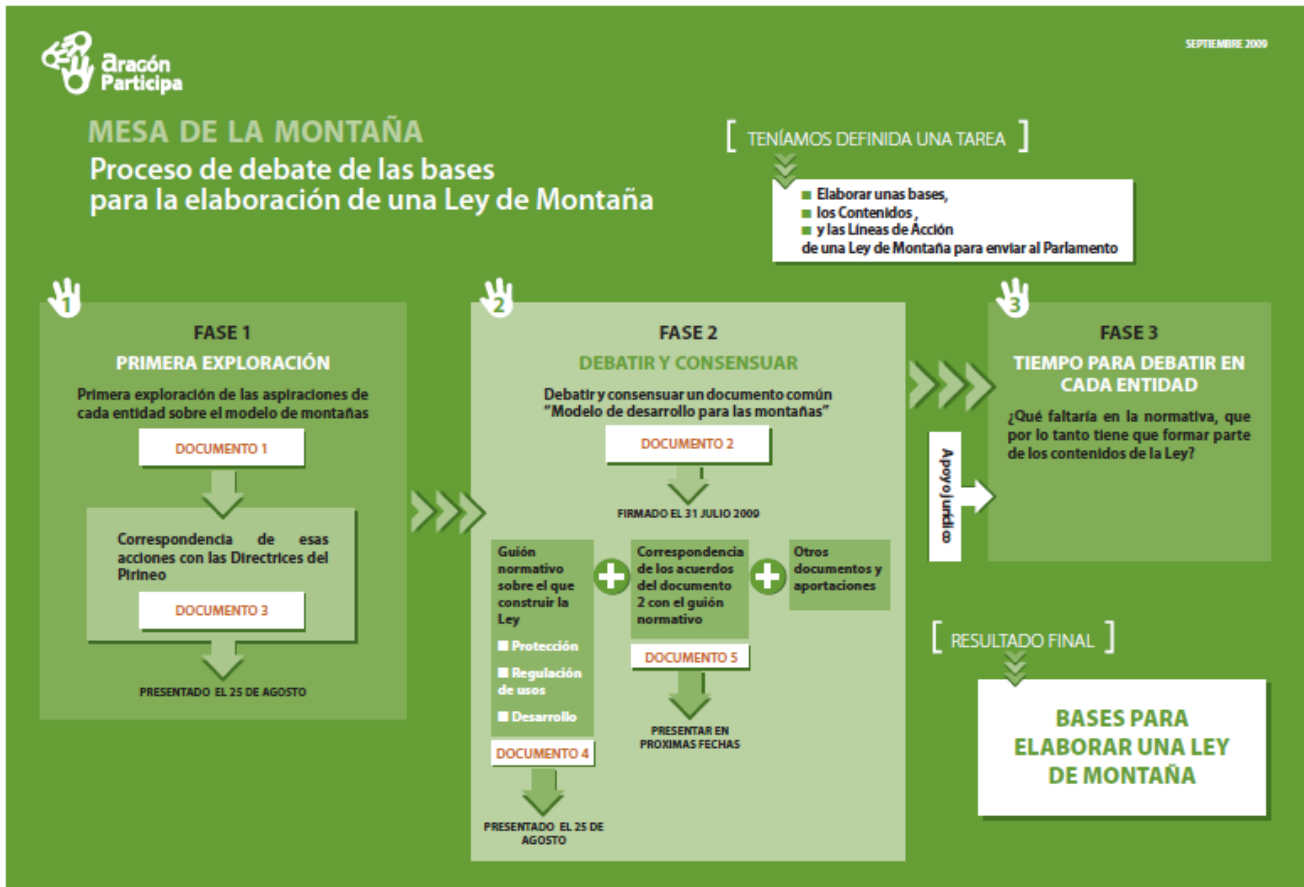 aragón
Participa
SEPTIEMBRE 2009
MESA DE LA MONTAÑA
Proceso de debate de las bases
para la elaboración de una Ley de Montaña
[ TENÍAMOS DEFINIDA UNA TAREA ]
■ Elaborar unas bases,
■ los Contenidos ,
■ y las Líneas de Acción
de una Ley de Montaña para enviar al Parlamento
1
FASE 1
PRIMERA EXPLORACIÓN
Primera exploración de las aspiraciones de
cada entidad sobre el modelo de montañas
DOCUMENTO 1
Correspondencia de esas
acciones con las Directrices del
Pirineo
DOCUMENTO 3
PRESENTADO EL 25 DE AGOSTO
2
FASE 2
DEBATIR Y CONSENSUAR
Debatir y consensuar un documento común
"Modelo de desarrollo para las montañas"
DOCUMENTO 2
FIRMADO EL 31 JULIO 2009
Guión
normativo
sobre el que
construir la
Ley
■ Protección
■ Regulación
de usos
■ Desarrollo
DOCUMENTO 4
PRESENTADO EL 25 DE
AGOSTO
+
Correspondencia
de los acuerdos
del documento
2 con el guión
normativo
DOCUMENTO 5
PRESENTAR EN
PROXIMAS FECHAS
+
Otros
documentos y
aportaciones
Apoyo jurídico
3
FASE 3
TIEMPO PARA DEBATIR EN
CADA ENTIDAD
¿Qué faltaría en la normativa, que
por lo tanto tiene que formar parte
de los contenidos de la Ley?
[ RESULTADO FINAL ]
BASES PARA
ELABORAR UNA LEY
DE MONTAÑA